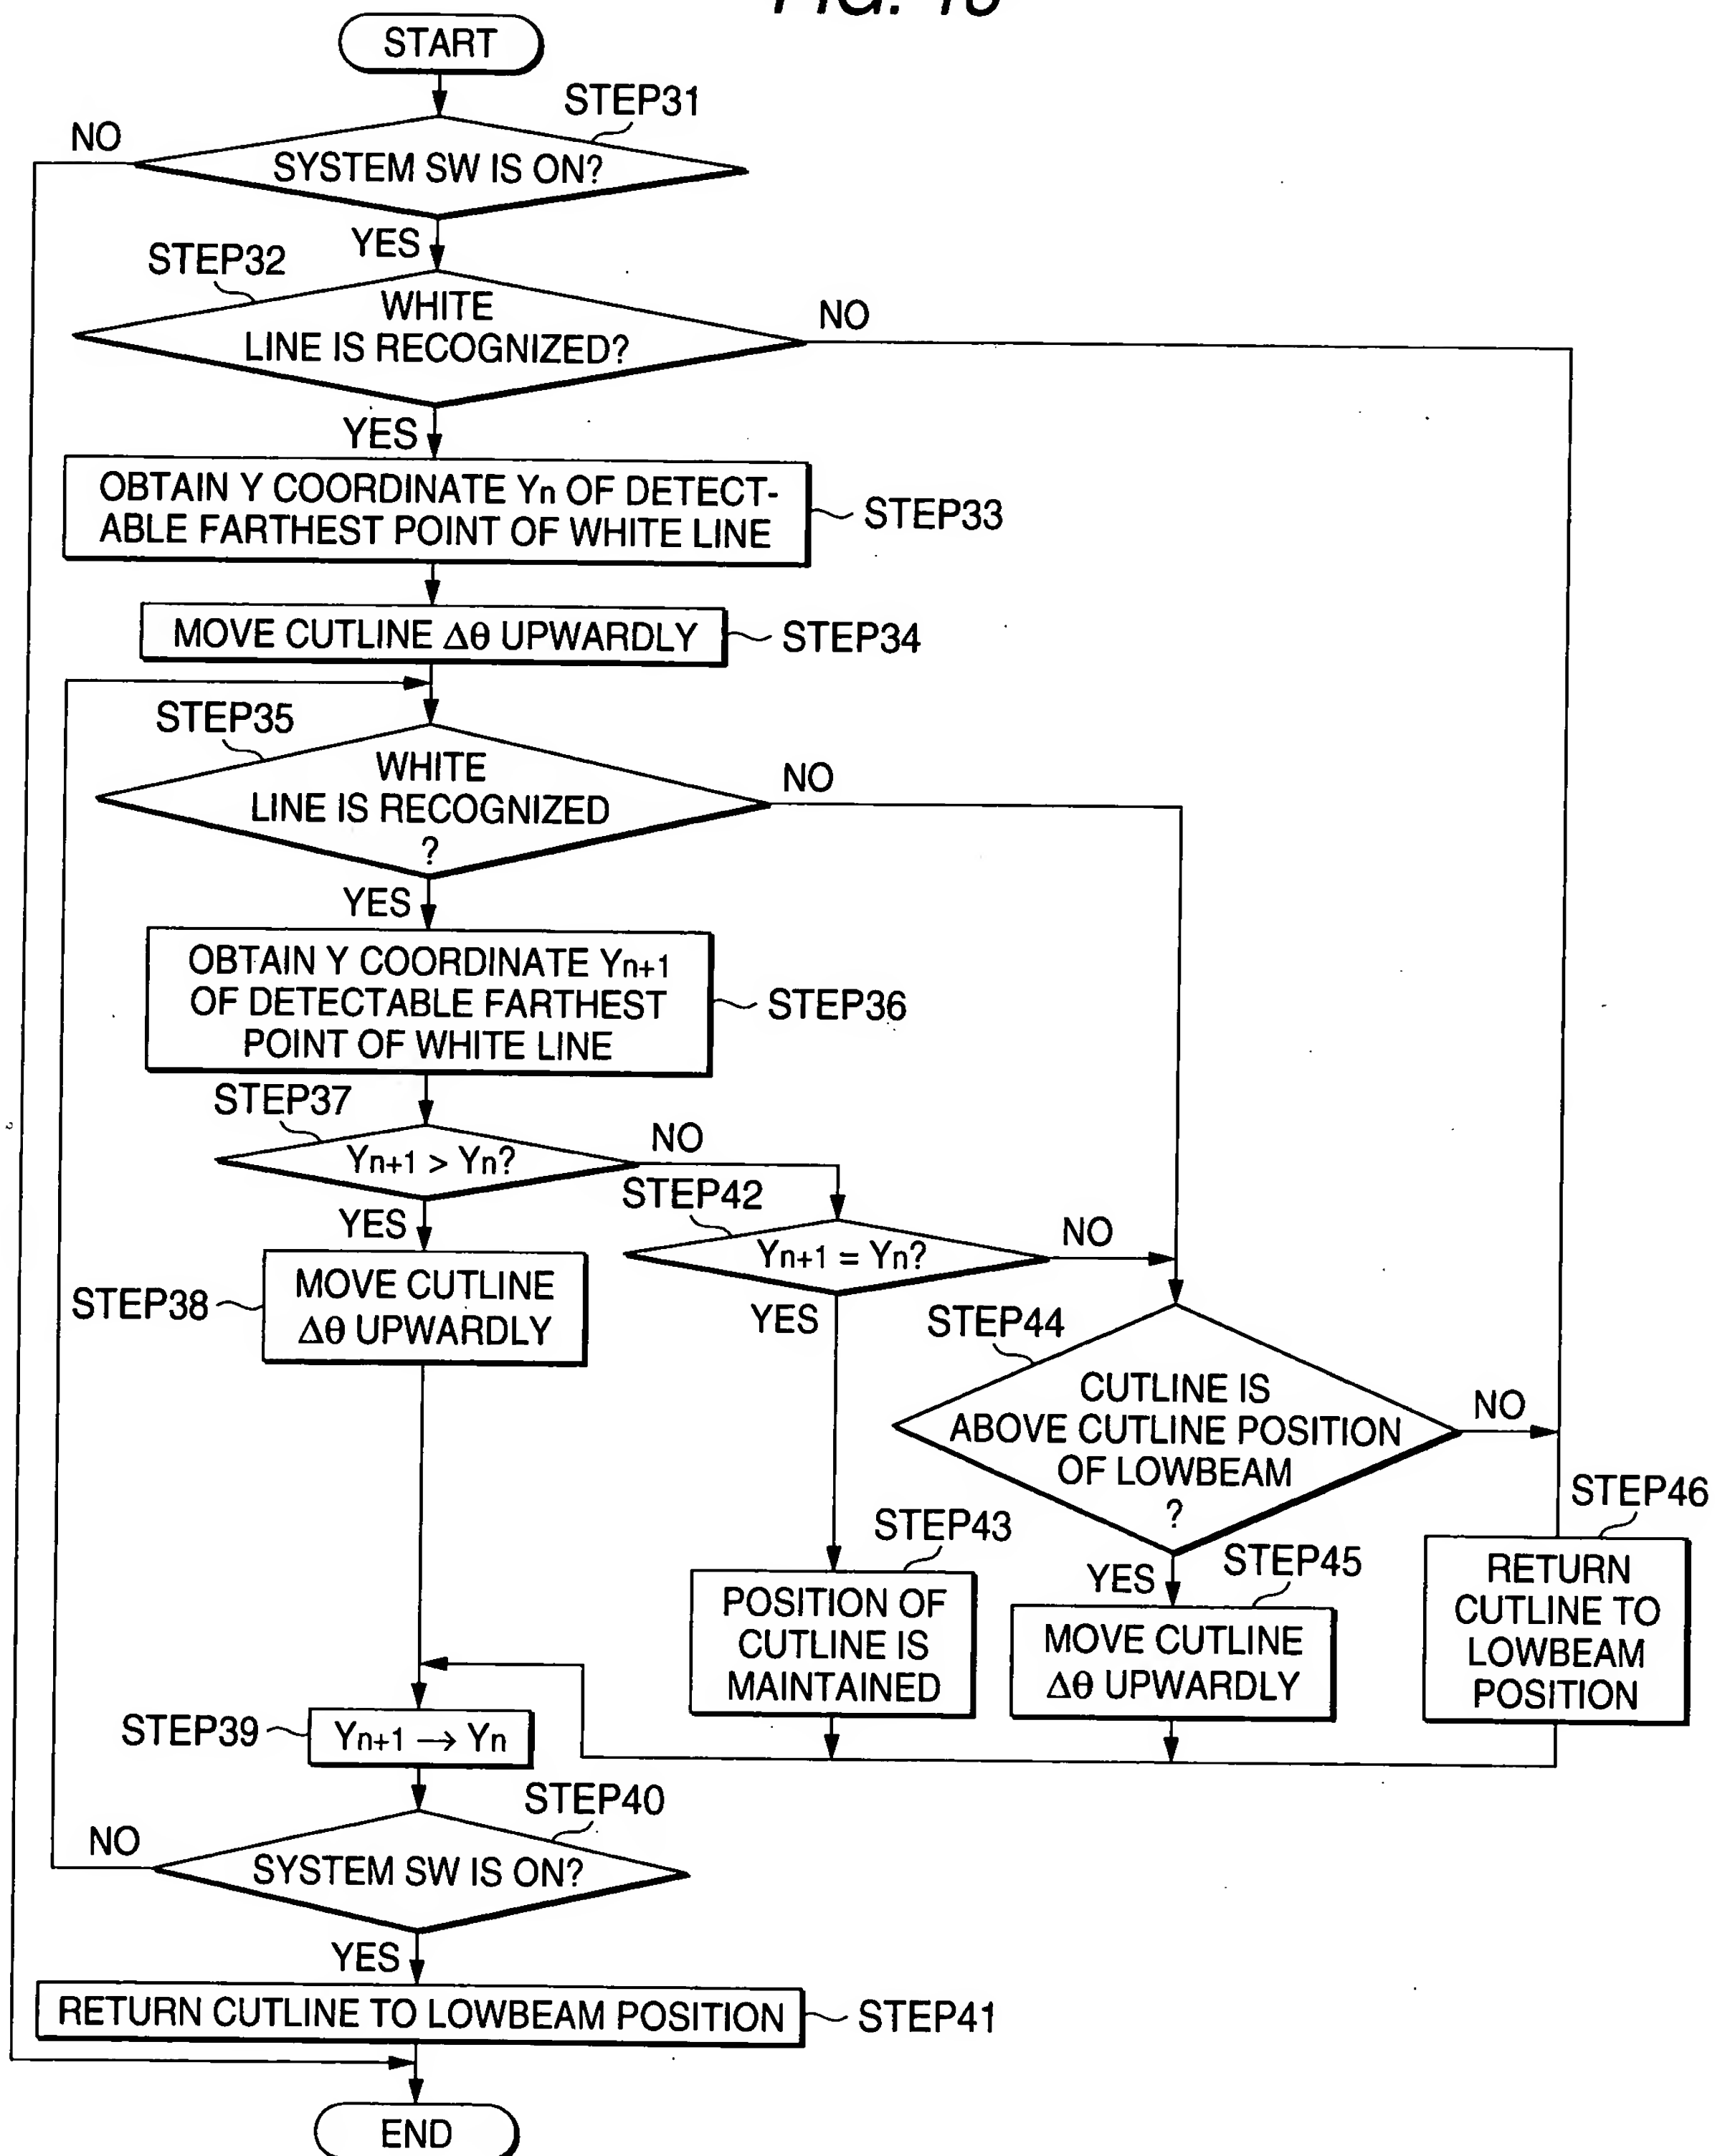 START
STEP31
NO
SYSTEM SW IS ON?
YES
STEP32
WHITE
LINE IS RECOGNIZED?
NO
YES
OBTAIN Y COORDINATE Yn OF DETECT-
ABLE FARTHEST POINT OF WHITE LINE
STEP33
MOVE CUTLINE Δθ UPWARDLY
STEP34
STEP35
WHITE
LINE IS RECOGNIZED
?
NO
YES
OBTAIN Y COORDINATE Yn+1
OF DETECTABLE FARTHEST
POINT OF WHITE LINE
STEP36
STEP37
Yn+1 > Yn?
NO
YES
STEP42
Yn+1 = Yn?
NO
YES
STEP38
MOVE CUTLINE
Δθ UPWARDLY
STEP44
CUTLINE IS
ABOVE CUTLINE POSITION
OF LOWBEAM
?
NO
YES
STEP43
POSITION OF
CUTLINE IS
MAINTAINED
STEP45
MOVE CUTLINE
Δθ UPWARDLY
STEP46
RETURN
CUTLINE TO
LOWBEAM
POSITION
STEP39
Yn+1 → Yn
STEP40
NO
SYSTEM SW IS ON?
YES
RETURN CUTLINE TO LOWBEAM POSITION
STEP41
END